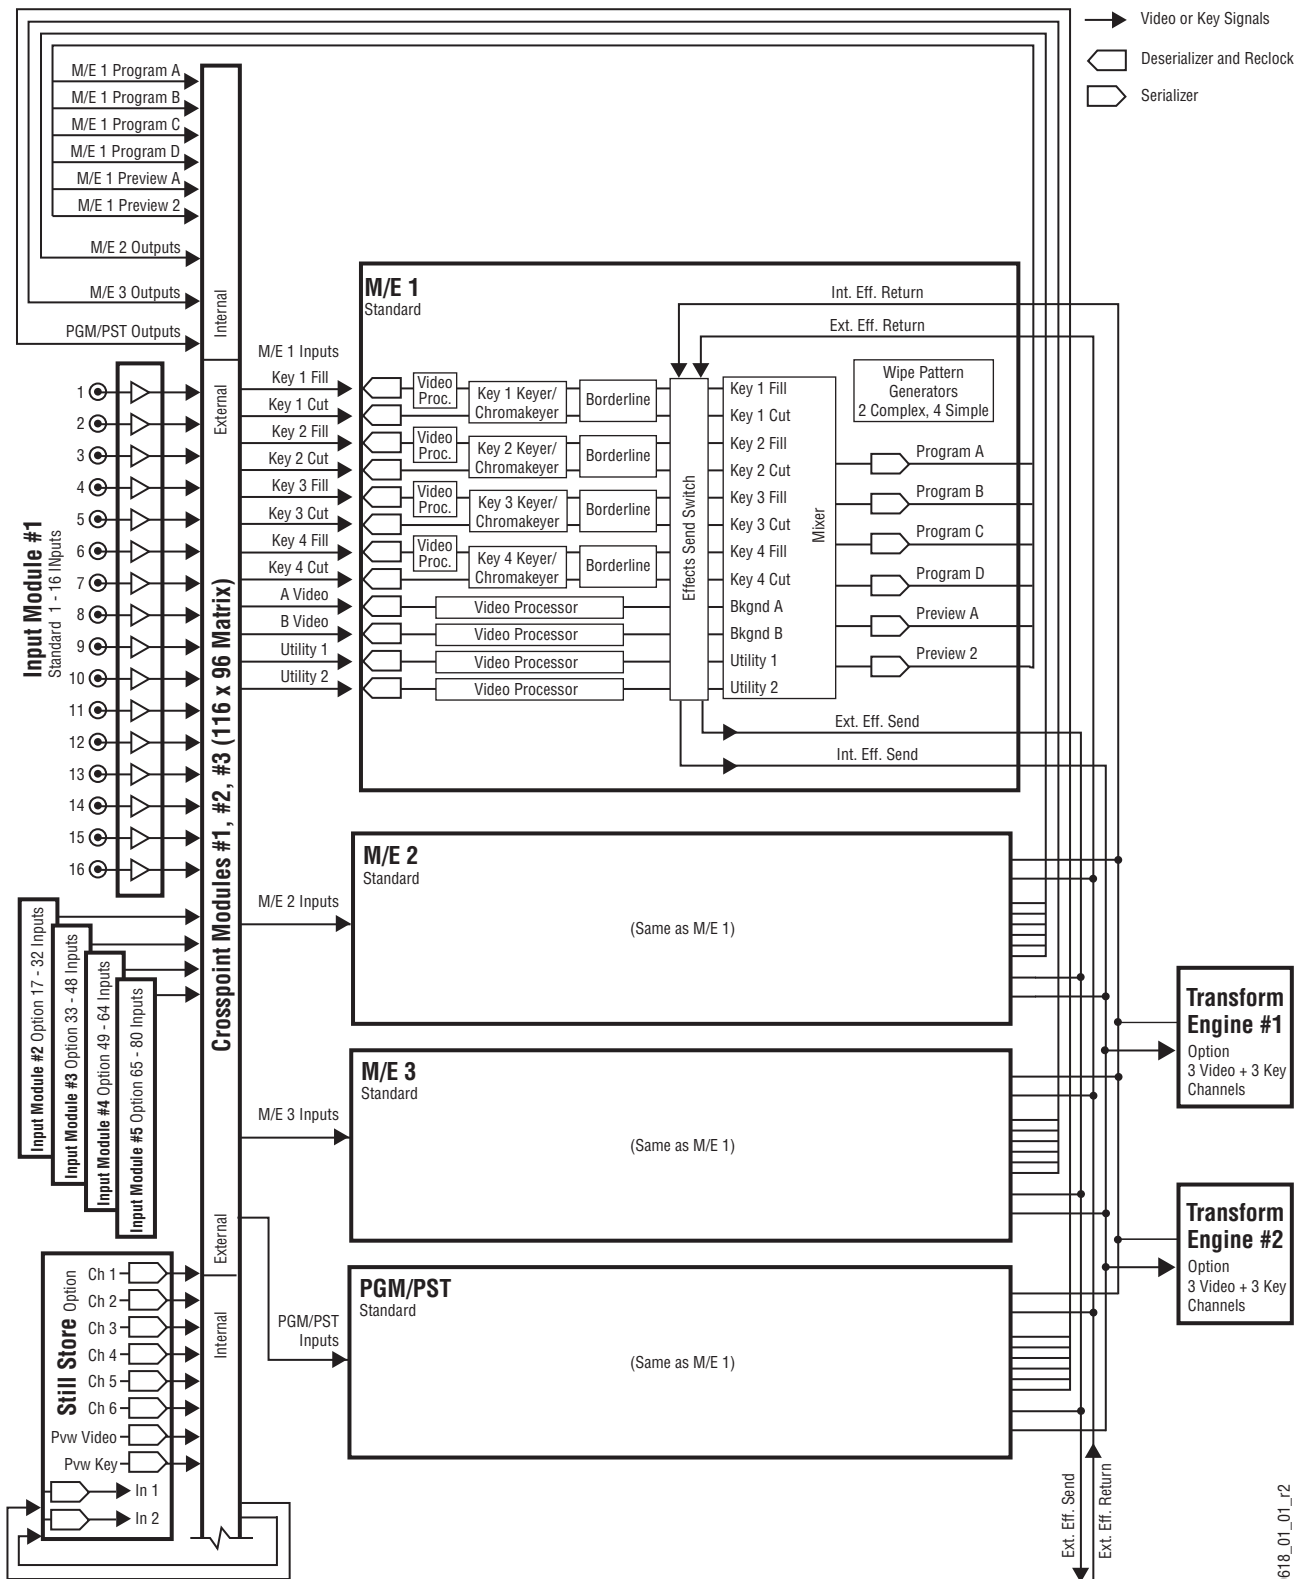 Video or Key Signals
Deserializer and Reclock
Serializer
M/E 1 Program A
M/E 1 Program B
M/E 1 Program C
M/E 1 Program D
M/E 1 Preview A
M/E 1 Preview 2
M/E 2 Outputs
M/E 3 Outputs
PGM/PST Outputs
Internal
External
Crosspoint Modules #1, #2, #3 (116 x 96 Matrix)
External
Internal
Input Module #1
Standard 1 - 16 INputs
1
2
3
4
5
6
7
8
9
10
11
12
13
14
15
16
Input Module #2 Option 17 - 32 Inputs
Input Module #3 Option 33 - 48 Inputs
Input Module #4 Option 49 - 64 Inputs
Input Module #5 Option 65 - 80 Inputs
Still Store Option
Ch 1
Ch 2
Ch 3
Ch 4
Ch 5
Ch 6
Pvw Video
Pvw Key
In 1
In 2
M/E 1 Inputs
Key 1 Fill
Key 1 Cut
Key 2 Fill
Key 2 Cut
Key 3 Fill
Key 3 Cut
Key 4 Fill
Key 4 Cut
A Video
B Video
Utility 1
Utility 2
M/E 1
Standard
Int. Eff. Return
Ext. Eff. Return
Video
Proc.
Key 1 Keyer/
Chromakeyer
Borderline
Video
Proc.
Key 2 Keyer/
Chromakeyer
Borderline
Video
Proc.
Key 3 Keyer/
Chromakeyer
Borderline
Video
Proc.
Key 4 Keyer/
Chromakeyer
Borderline
Video Processor
Video Processor
Video Processor
Video Processor
Effects Send Switch
Key 1 Fill
Key 1 Cut
Key 2 Fill
Key 2 Cut
Key 3 Fill
Key 3 Cut
Key 4 Fill
Key 4 Cut
Bkgnd A
Bkgnd B
Utility 1
Utility 2
Mixer
Wipe Pattern
Generators
2 Complex, 4 Simple
Program A
Program B
Program C
Program D
Preview A
Preview 2
Ext. Eff. Send
Int. Eff. Send
M/E 2 Inputs
M/E 2
Standard
(Same as M/E 1)
M/E 3 Inputs
M/E 3
Standard
(Same as M/E 1)
PGM/PST
Inputs
PGM/PST
Standard
(Same as M/E 1)
Transform
Engine #1
Option
3 Video + 3 Key
Channels
Transform
Engine #2
Option
3 Video + 3 Key
Channels
Ext. Eff. Send
Ext. Eff. Return
618_01_01_r2